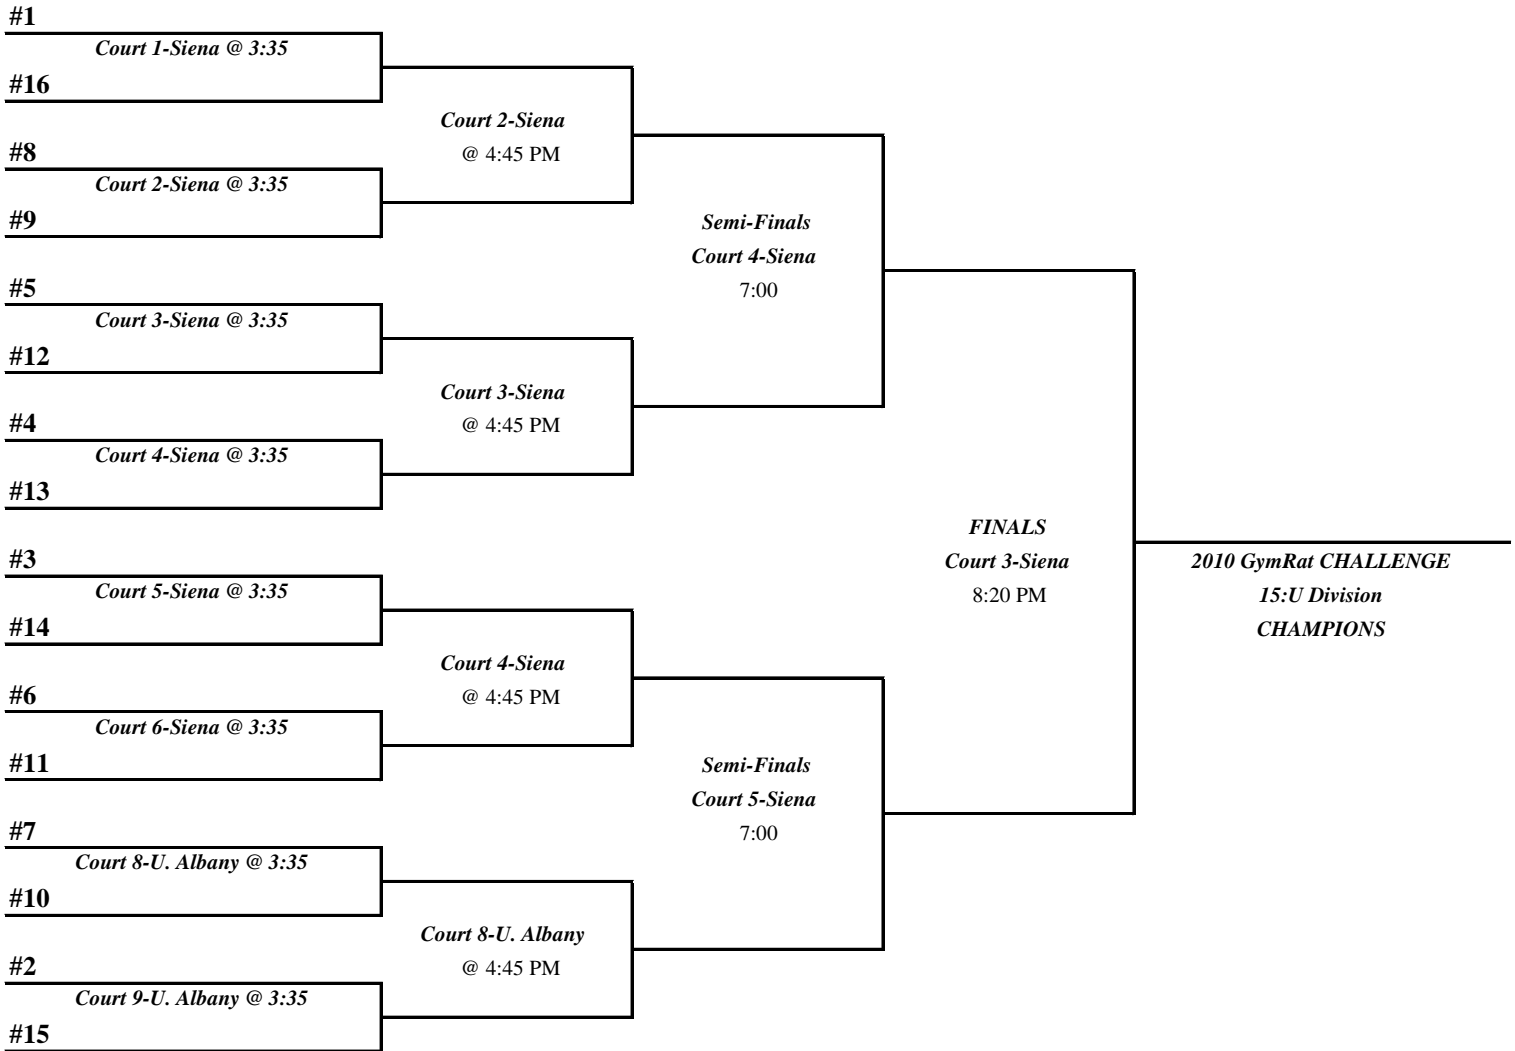 #1
Court 1-Siena @ 3:35
#16
Court 2-Siena
@ 4:45 PM
#8
Court 2-Siena @ 3:35
#9
Semi-Finals
Court 4-Siena
7:00
#5
Court 3-Siena @ 3:35
#12
Court 3-Siena
@ 4:45 PM
#4
Court 4-Siena @ 3:35
#13
FINALS
Court 3-Siena
8:20 PM
2010 GymRat CHALLENGE
15:U Division
CHAMPIONS
#3
Court 5-Siena @ 3:35
#14
Court 4-Siena
@ 4:45 PM
#6
Court 6-Siena @ 3:35
#11
Semi-Finals
Court 5-Siena
7:00
#7
Court 8-U. Albany @ 3:35
#10
Court 8-U. Albany
@ 4:45 PM
#2
Court 9-U. Albany @ 3:35
#15